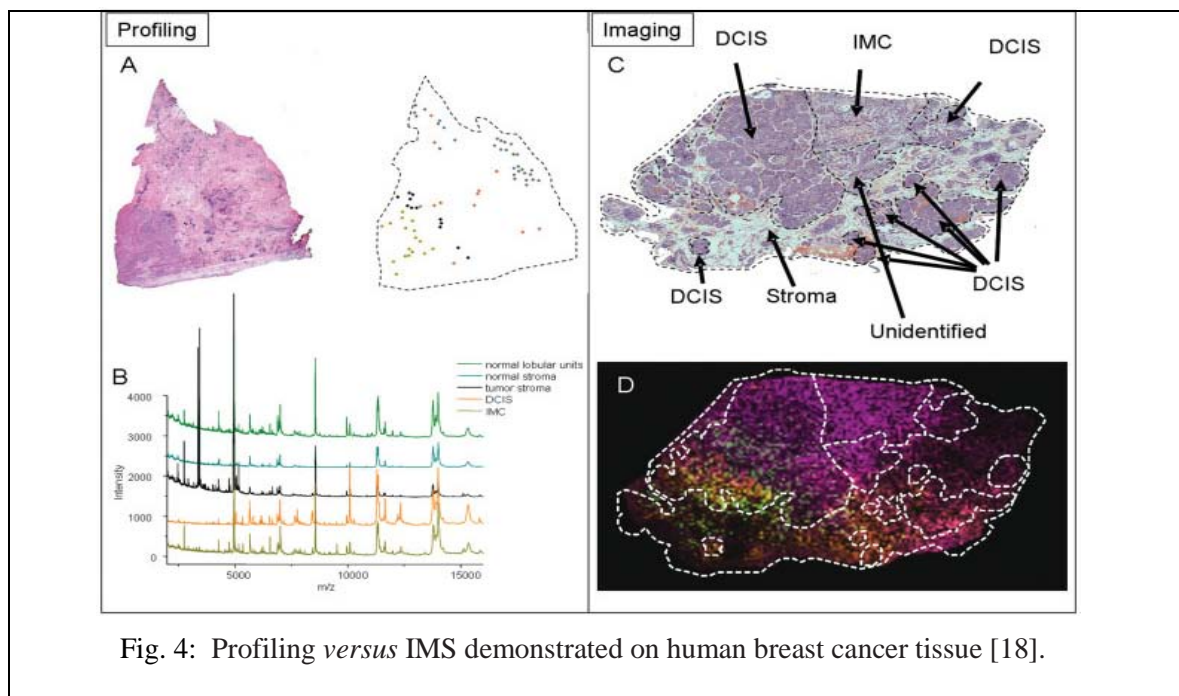 Profiling
A
B
normal lobular units
normal stroma
tumor stroma
DCIS
IMC
4000
3000
2000
1000
0
Intensity
5000 10000 15000
m/z
Imaging
C
DCIS IMC DCIS
DCIS Stroma DCIS
Unidentified
D
Fig. 4: Profiling versus IMS demonstrated on human breast cancer tissue [18].